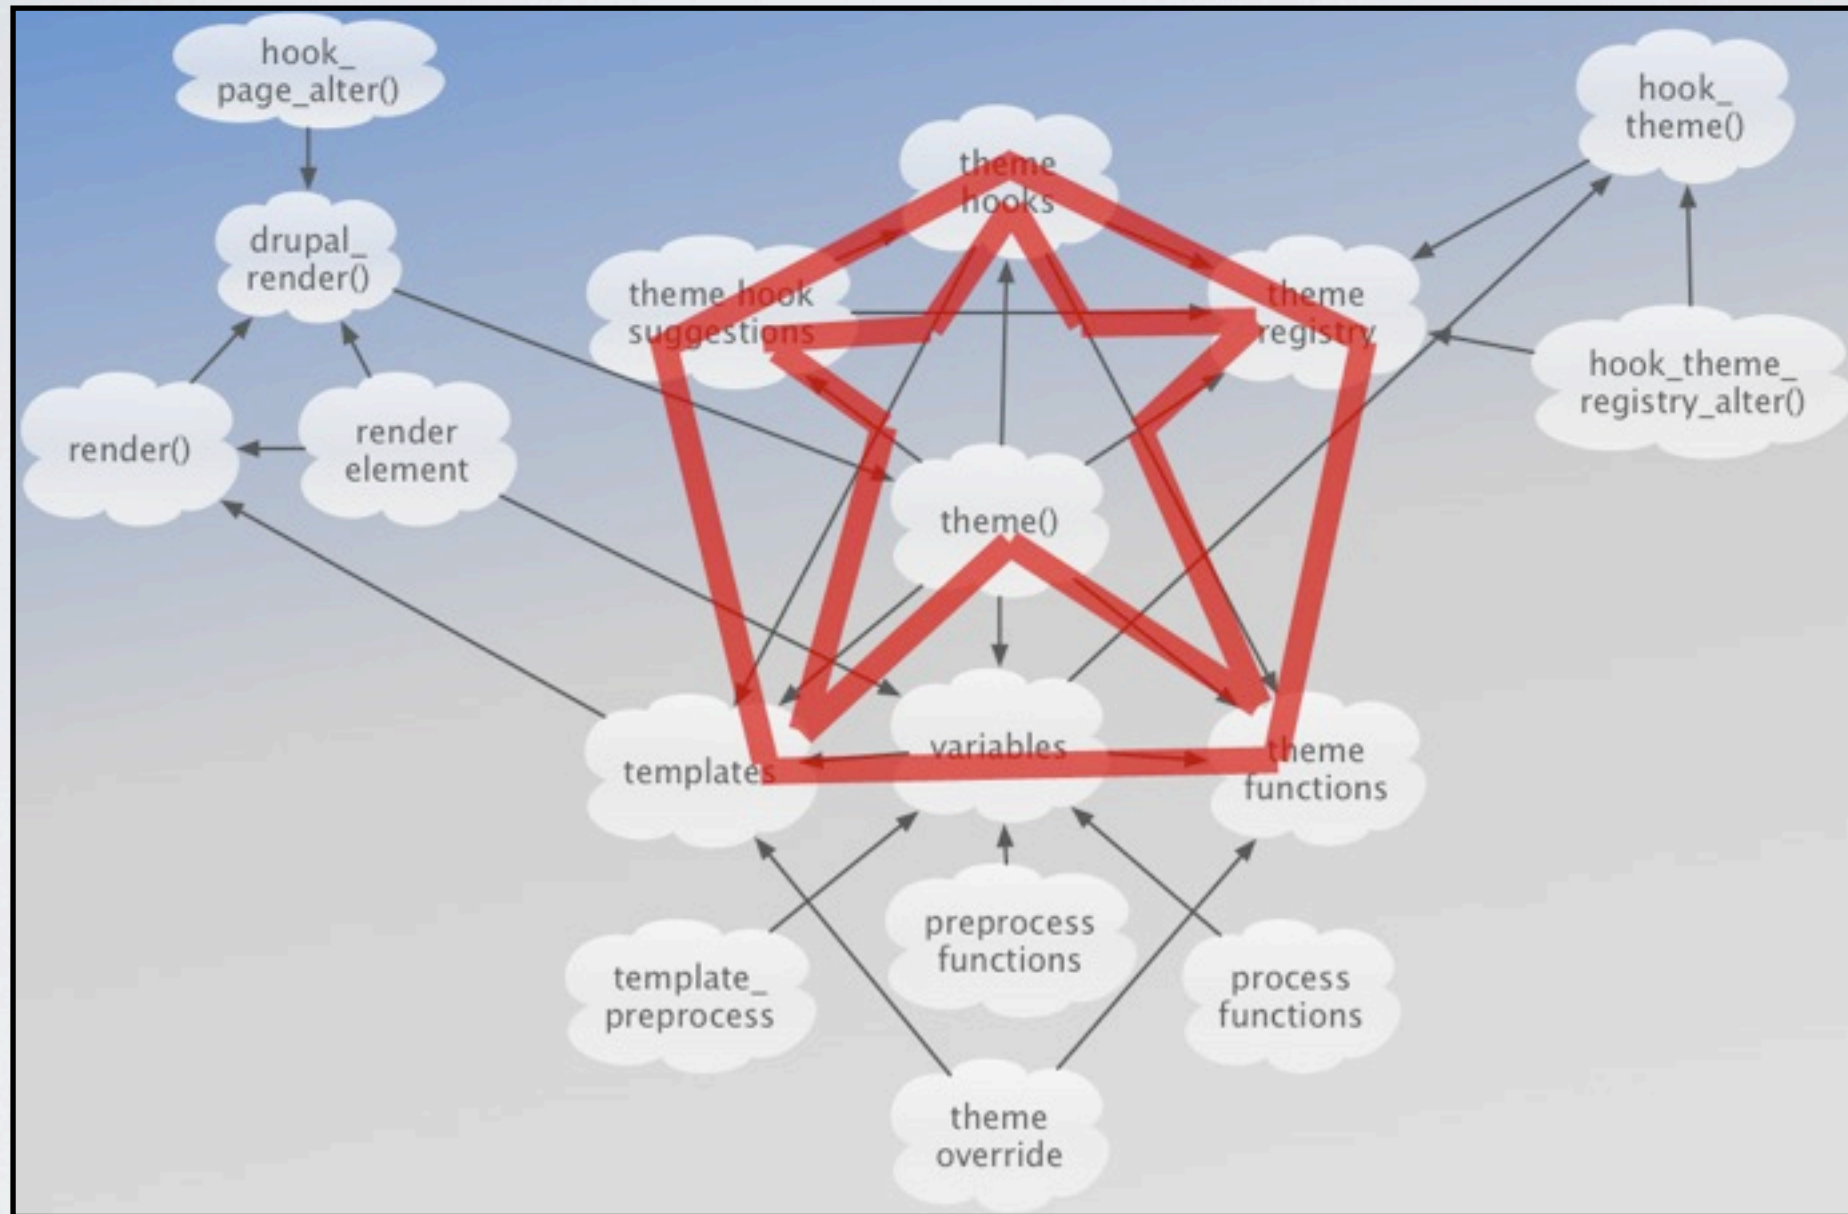 hook_
page_alter()
hook_
theme()
theme
hooks
drupal_
render()
theme hook
suggestions
theme
registry
hook_theme_
registry_alter()
render()
render
element
theme()
templates
variables
theme
functions
template_
preprocess
preprocess
functions
process
functions
theme
override